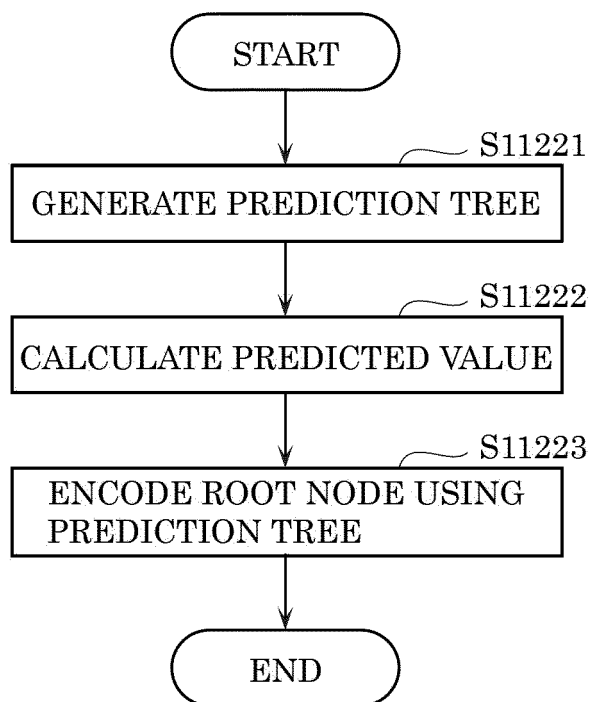 START
S11221
GENERATE PREDICTION TREE
S11222
CALCULATE PREDICTED VALUE
S11223
ENCODE ROOT NODE USING
PREDICTION TREE
END